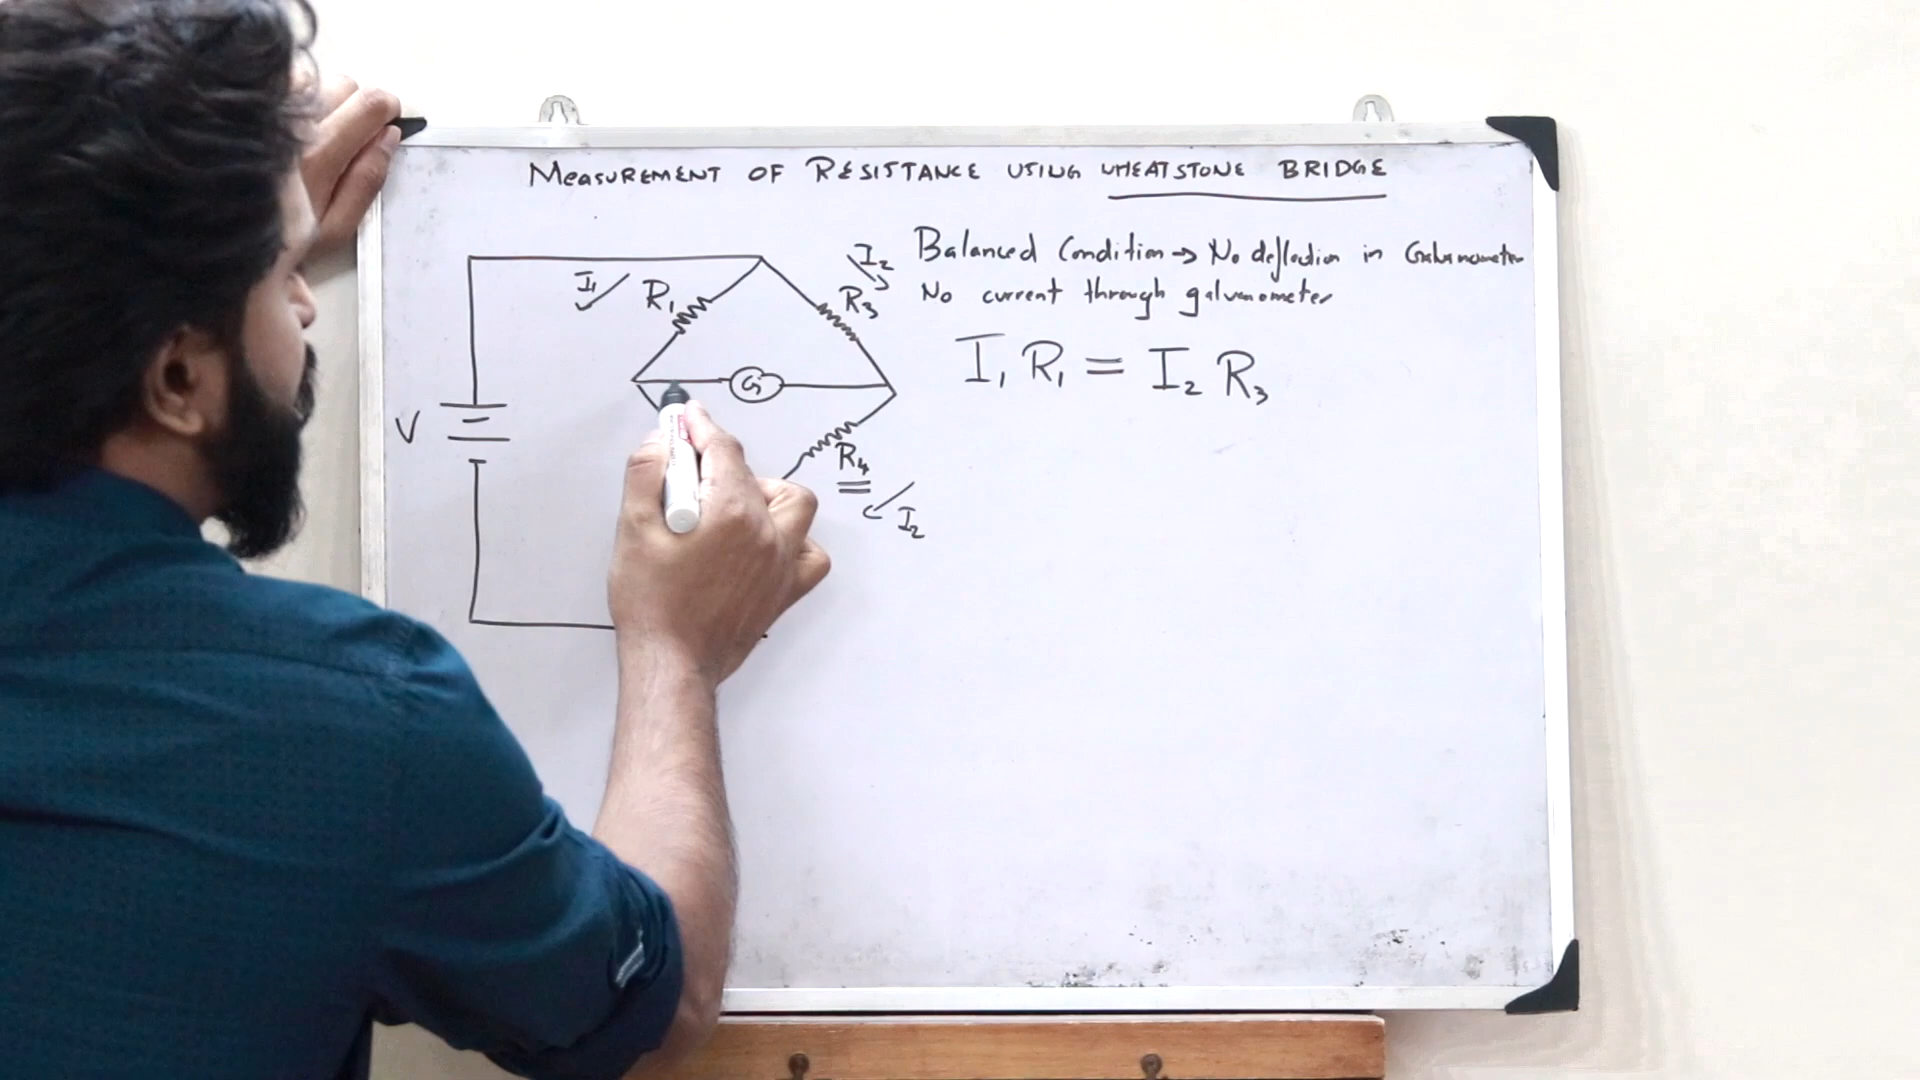 MEASUREMENT OF RESISTANCE USING WHEATSTONE BRIDGE
Balanced Condition → No deflection in Galvanometer
No current through galvanometer
I₁ R₁ = I₂ R₃
I₁
R₁
I₂
R₃
G
V
R₄
I₂